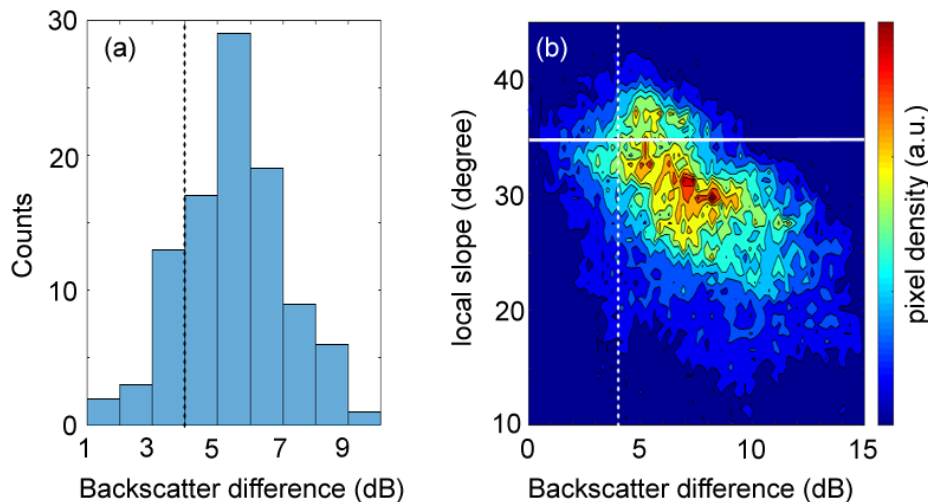 (a)
30
20
10
0
Counts
1 3 5 7 9
Backscatter difference (dB)
(b)
40
30
20
10
local slope (degree)
0 5 10 15
Backscatter difference (dB)
pixel density (a.u.)